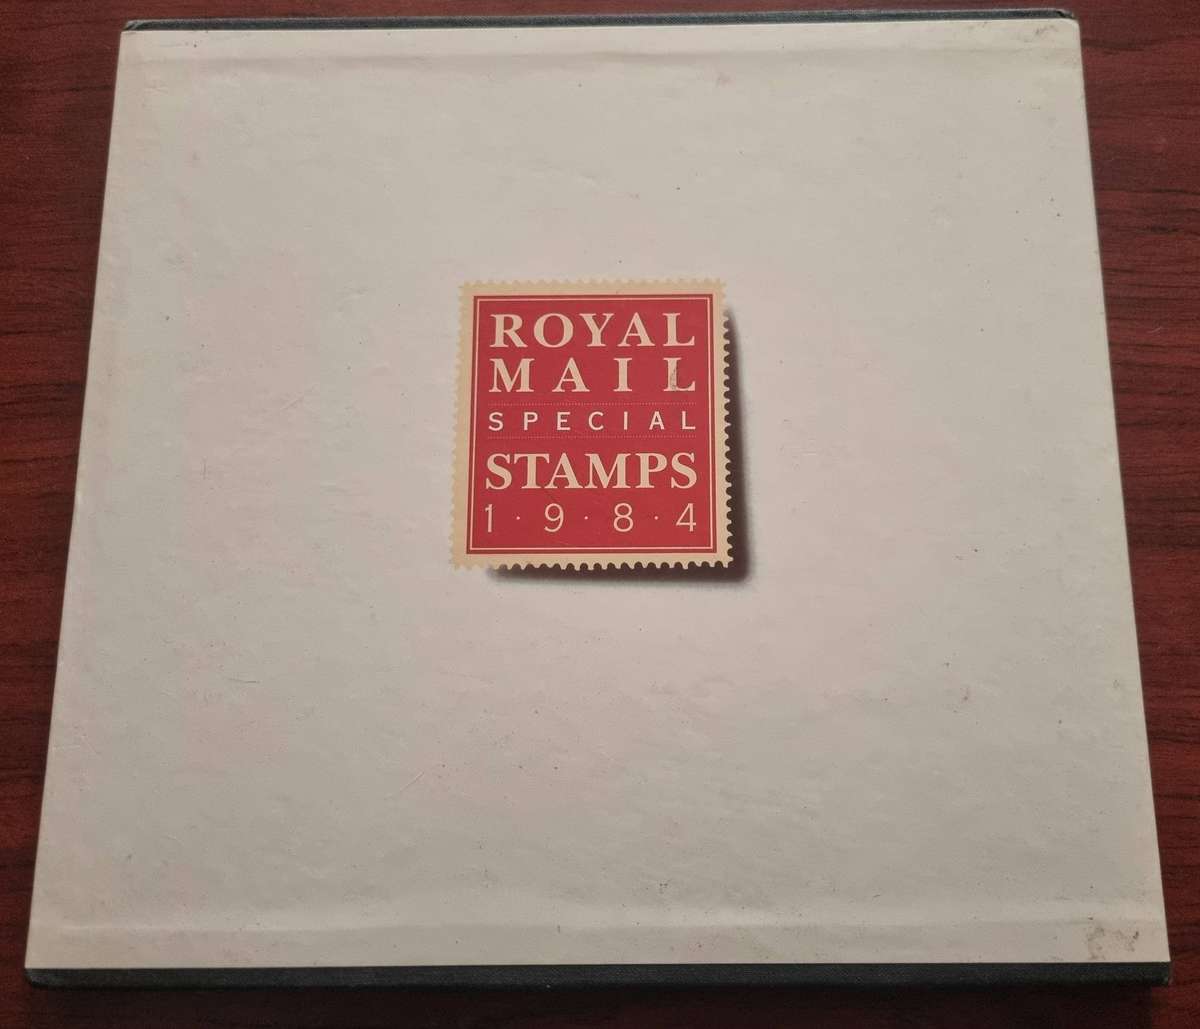 ROYAL
MAIL
SPECIAL
STAMPS
1·9·8·4